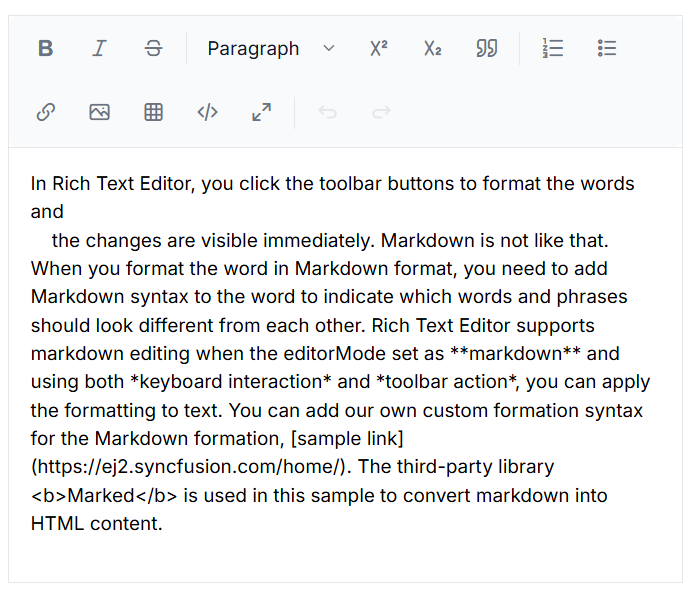 B I S Paragraph X² X₂
In Rich Text Editor, you click the toolbar buttons to format the words
and
the changes are visible immediately. Markdown is not like that.
When you format the word in Markdown format, you need to add
Markdown syntax to the word to indicate which words and phrases
should look different from each other. Rich Text Editor supports
markdown editing when the editorMode set as **markdown** and
using both *keyboard interaction* and *toolbar action*, you can apply
the formatting to text. You can add our own custom formation syntax
for the Markdown formation, [sample link]
(https://ej2.syncfusion.com/home/). The third-party library
<b>Marked</b> is used in this sample to convert markdown into
HTML content.